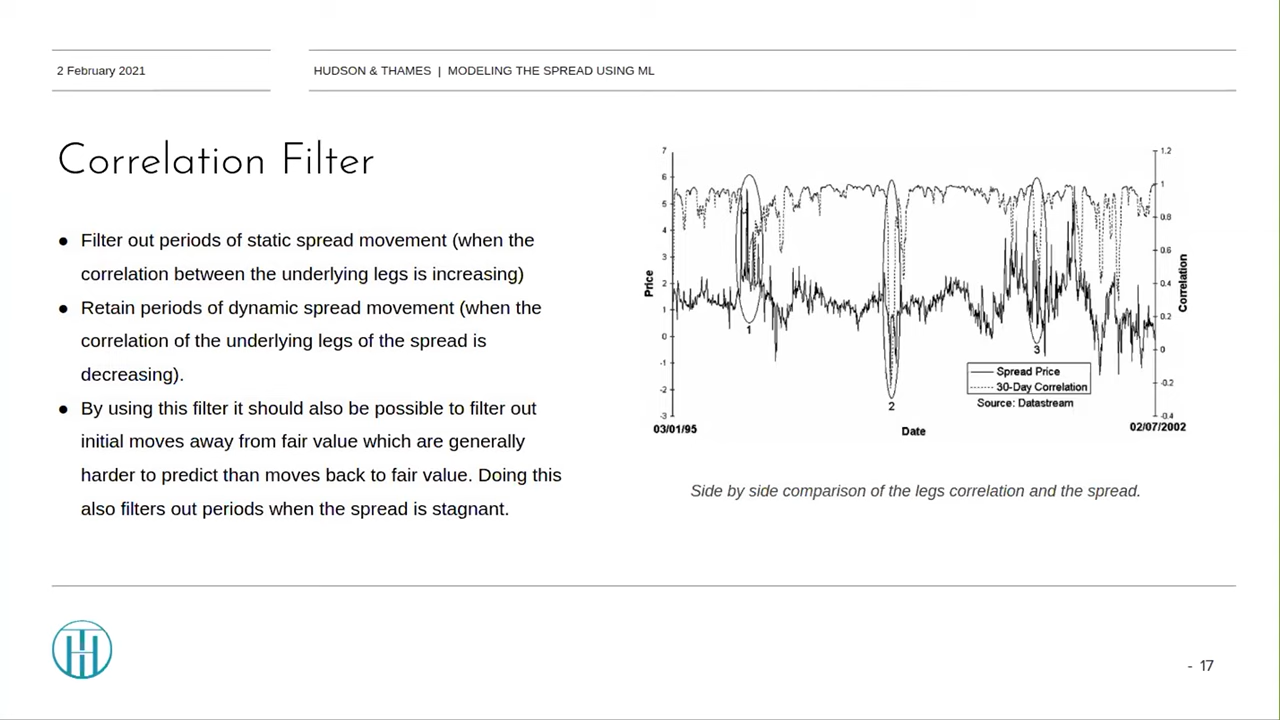 2 February 2021
HUDSON & THAMES | MODELING THE SPREAD USING ML
Correlation Filter
● Filter out periods of static spread movement (when the
correlation between the underlying legs is increasing)
● Retain periods of dynamic spread movement (when the
correlation of the underlying legs of the spread is
decreasing).
● By using this filter it should also be possible to filter out
initial moves away from fair value which are generally
harder to predict than moves back to fair value. Doing this
also filters out periods when the spread is stagnant.
7
6
5
4
3
2
1
0
-1
-2
-3
Price
1.2
1
0.8
0.6
0.4
0.2
0
-0.2
-0.4
Correlation
1
2
3
Spread Price
30-Day Correlation
Source: Datastream
03/01/95
Date
02/07/2002
Side by side comparison of the legs correlation and the spread.
- 17